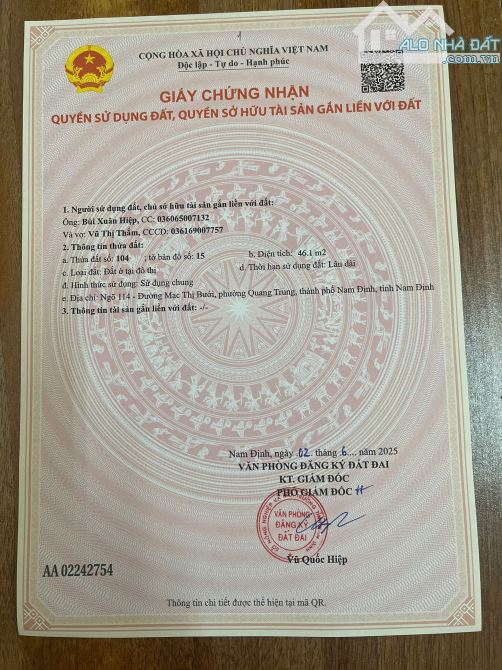 1
ALO NHÀ ĐẤT
.com.vn
CỘNG HÒA XÃ HỘI CHỦ NGHĨA VIỆT NAM
Độc lập - Tự do - Hạnh phúc
GIẤY CHỨNG NHẬN
QUYỀN SỬ DỤNG ĐẤT, QUYỀN SỞ HỮU TÀI SẢN GẮN LIỀN VỚI ĐẤT
1. Người sử dụng đất, chủ sở hữu tài sản gắn liền với đất:
Ông: Bùi Xuân Hiệp, CC: 036065007132
Và vợ: Vũ Thị Thắm, CCCD: 036169007757
2. Thông tin thửa đất:
a. Thửa đất số: 104 ; tờ bản đồ số: 15 b. Diện tích: 46.1 m2
c. Loại đất: Đất ở tại đô thị d. Thời hạn sử dụng đất: Lâu dài
đ. Hình thức sử dụng: Sử dụng chung
e. Địa chỉ: Ngõ 114 - Đường Mạc Thị Bưởi, phường Quang Trung, thành phố Nam Định, tỉnh Nam Định
3. Thông tin tài sản gắn liền với đất: -/-
Nam Định, ngày 02 tháng 6 năm 2025
VĂN PHÒNG ĐĂNG KÝ ĐẤT ĐAI
KT. GIÁM ĐỐC
PHÓ GIÁM ĐỐC
VĂN PHÒNG
ĐĂNG KÝ
ĐẤT ĐAI
Vũ Quốc Hiệp
AA 02242754
Thông tin chi tiết được thể hiện tại mã QR.